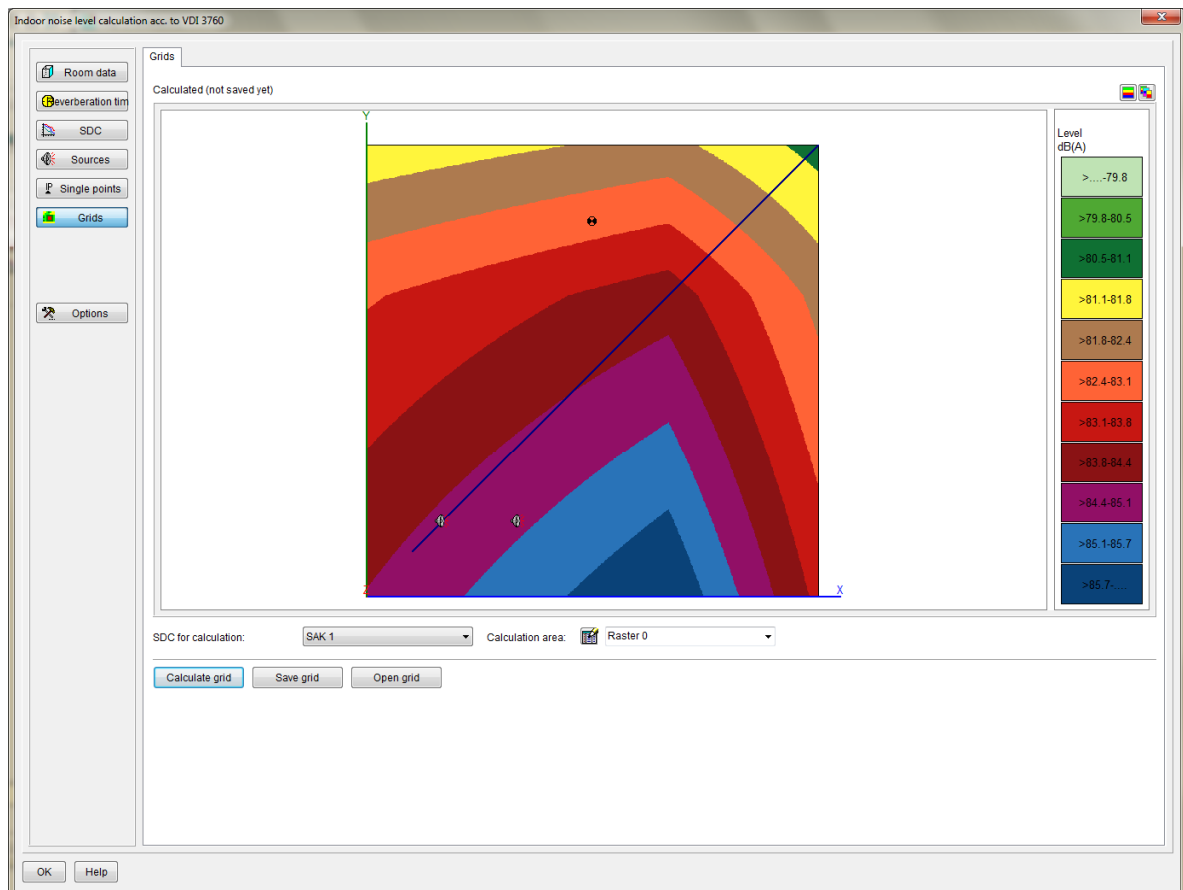 Indoor noise level calculation acc. to VDI 3760
Room data
Reverberation tim
SDC
Sources
IP Single points
Grids
Options
Grids
Calculated (not saved yet)
Y
Z
X
Level
dB(A)
>....-79.8
>79.8-80.5
>80.5-81.1
>81.1-81.8
>81.8-82.4
>82.4-83.1
>83.1-83.8
>83.8-84.4
>84.4-85.1
>85.1-85.7
>85.7-....
SDC for calculation:
SAK 1
Calculation area:
Raster 0
Calculate grid
Save grid
Open grid
OK
Help